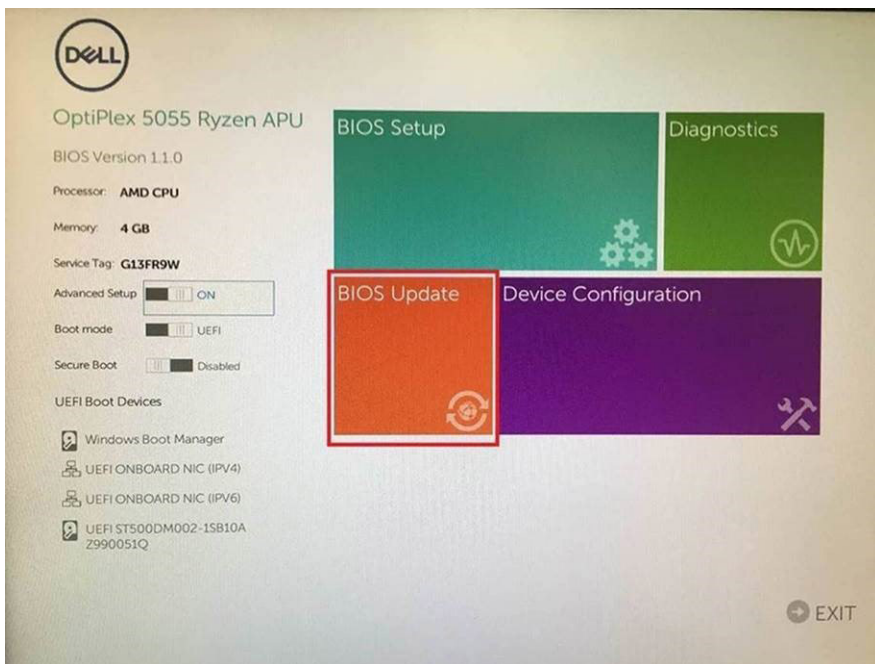 DELL
OptiPlex 5055 Ryzen APU
BIOS Version 1.1.0
Processor: AMD CPU
Memory: 4 GB
Service Tag: G13FR9W
Advanced Setup ON
Boot mode UEFI
Secure Boot Disabled
UEFI Boot Devices
Windows Boot Manager
UEFI ONBOARD NIC (IPV4)
UEFI ONBOARD NIC (IPV6)
UEFI ST500DM002-1SB10A
Z990051Q
BIOS Setup
Diagnostics
BIOS Update
Device Configuration
EXIT